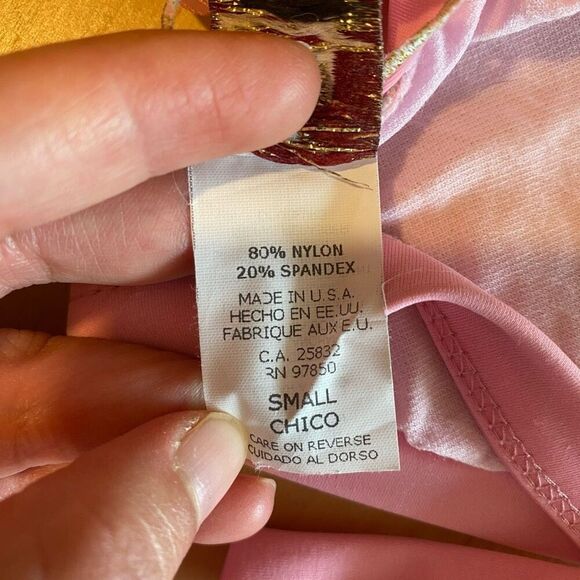 80% NYLON
20% SPANDEX
MADE IN U.S.A.
HECHO EN EE.UU.
FABRIQUE AUX E.U.
C.A. 25832
RN 97850
SMALL
CHICO
CARE ON REVERSE
CUIDADO AL DORSO